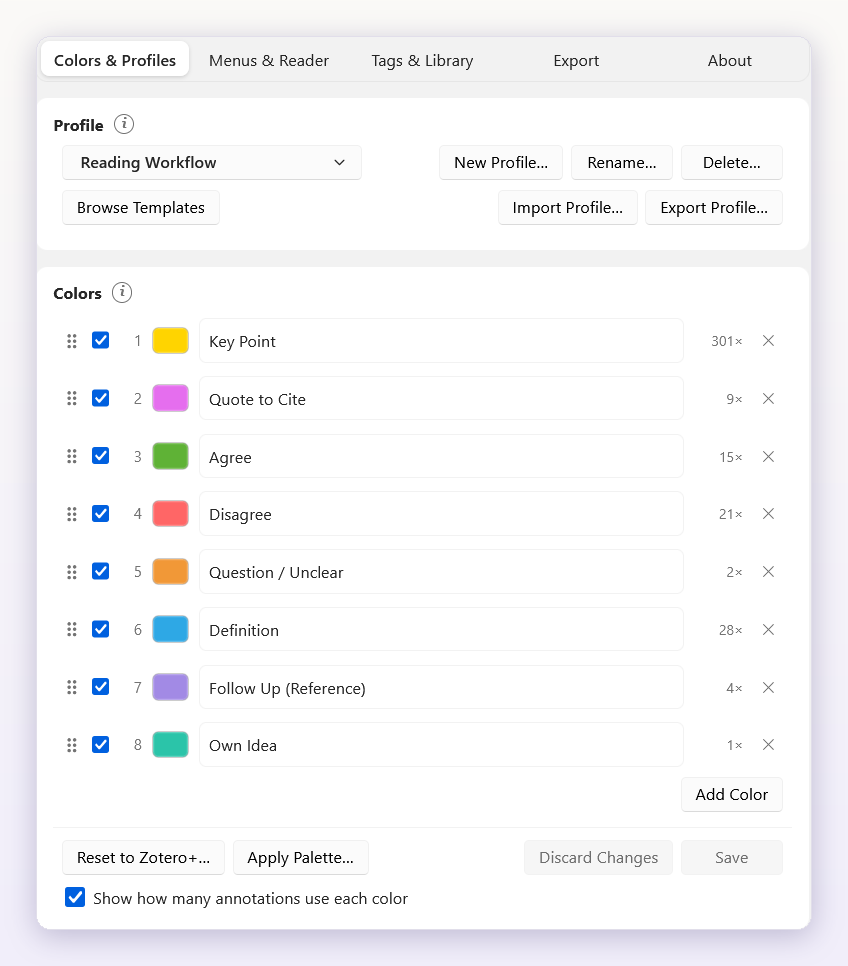 Colors & Profiles Menus & Reader Tags & Library Export About
Profile i
Reading Workflow New Profile... Rename... Delete...
Browse Templates Import Profile... Export Profile...
Colors i
1 Key Point 301×
2 Quote to Cite 9×
3 Agree 15×
4 Disagree 21×
5 Question / Unclear 2×
6 Definition 28×
7 Follow Up (Reference) 4×
8 Own Idea 1×
Add Color
Reset to Zotero+... Apply Palette... Discard Changes Save
Show how many annotations use each color